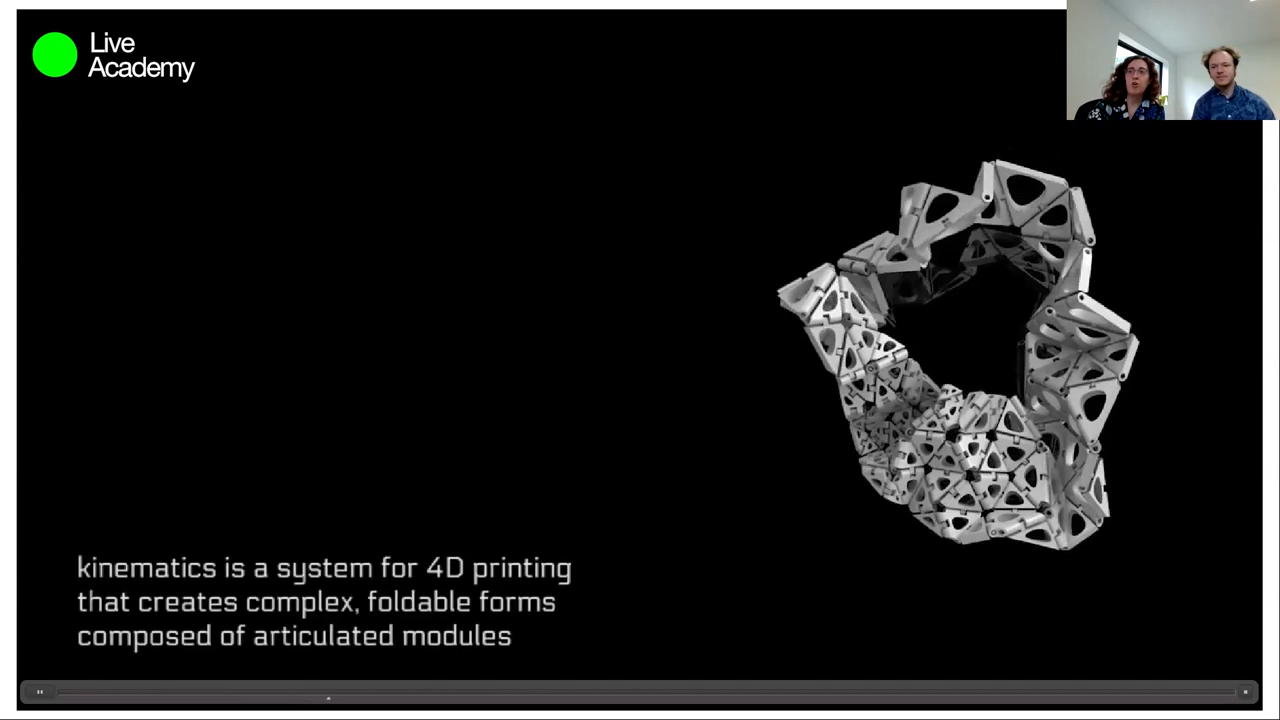 Live
Academy
kinematics is a system for 4D printing
that creates complex, foldable forms
composed of articulated modules